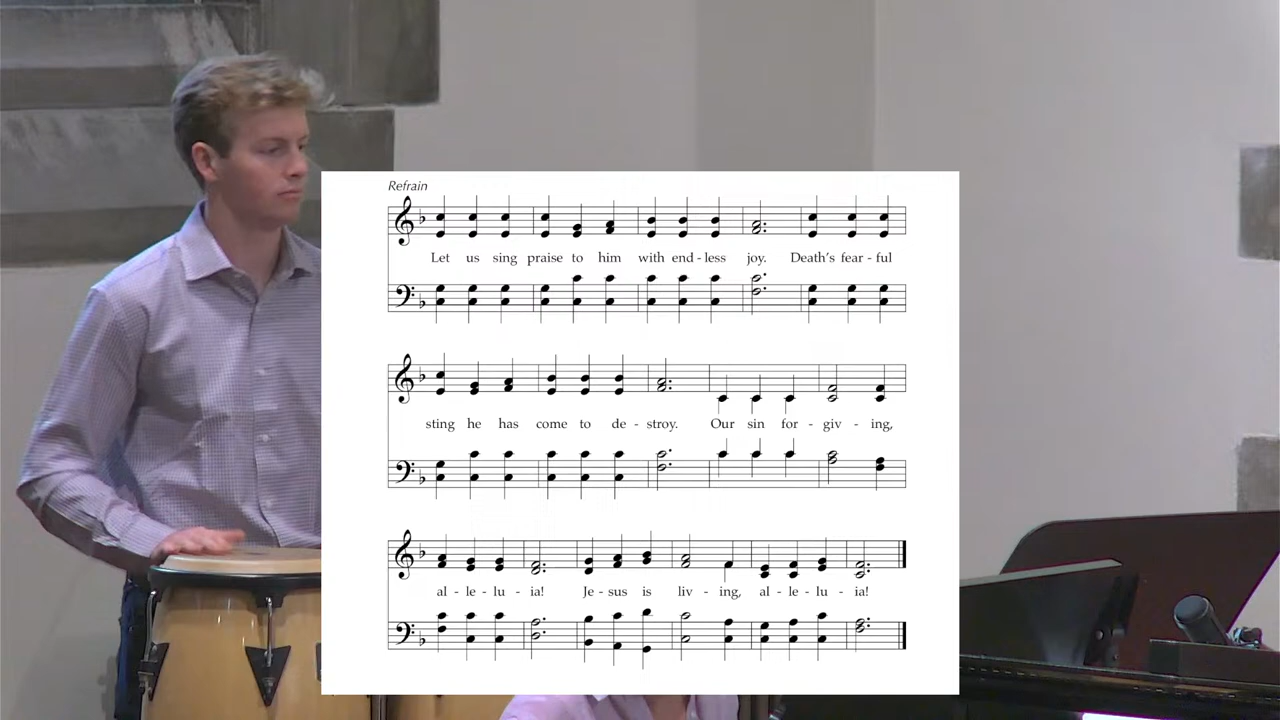 Refrain
Let us sing praise to him with end - less joy. Death's fear - ful
sting he has come to de - stroy. Our sin for - giv - ing,
al - le - lu - ia! Je - sus is liv - ing, al - le - lu - ia!